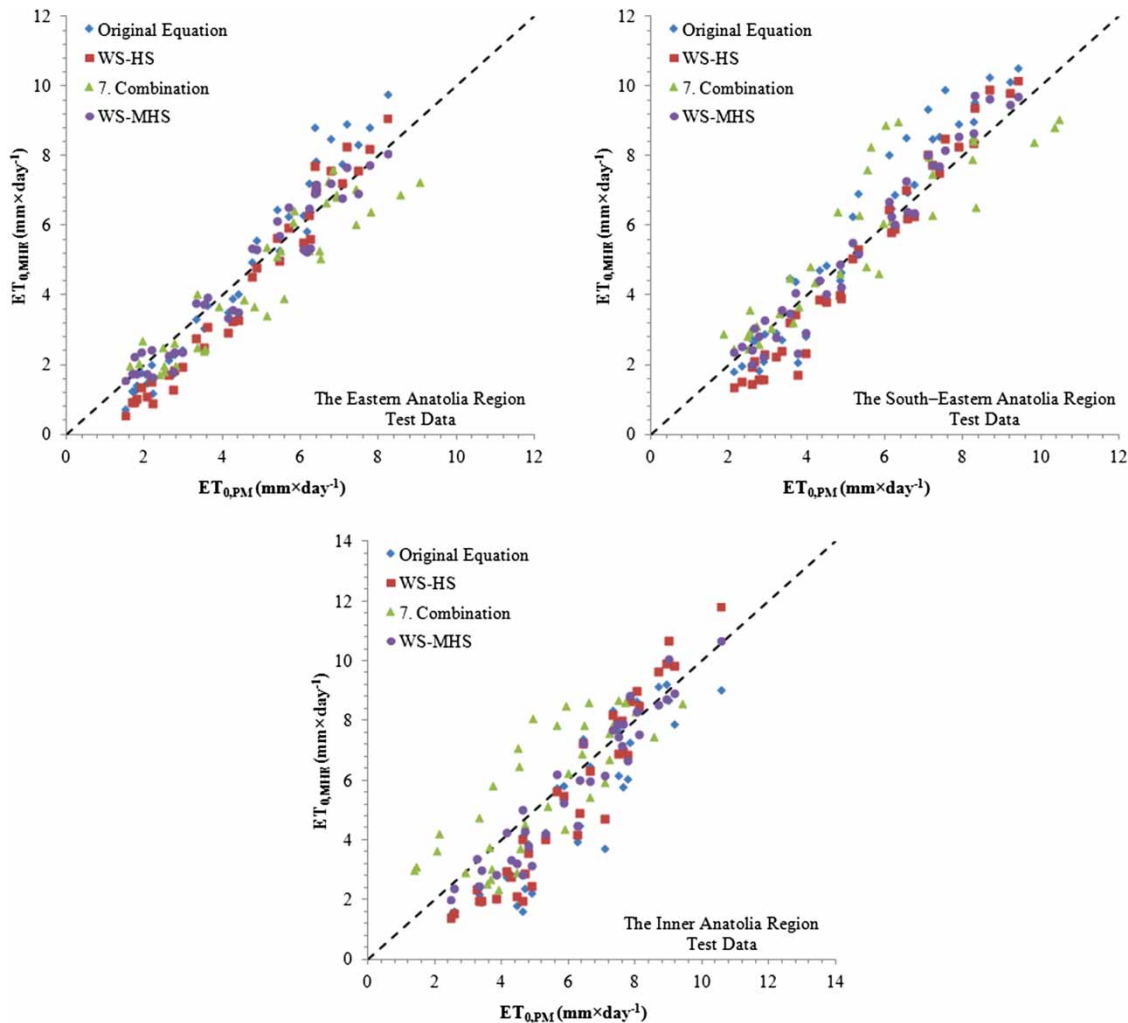 12
10
8
6
4
2
0
ET0,MHE (mm×day-1)
Original Equation
WS-HS
7. Combination
WS-MHS
The Eastern Anatolia Region
Test Data
0 2 4 6 8 10 12
ET0,PM (mm×day-1)
12
10
8
6
4
2
0
ET0,MHE (mm×day-1)
Original Equation
WS-HS
7. Combination
WS-MHS
The South–Eastern Anatolia Region
Test Data
0 2 4 6 8 10 12
ET0,PM (mm×day-1)
14
12
10
8
6
4
2
0
ET0,MHE (mm×day-1)
Original Equation
WS-HS
7. Combination
WS-MHS
The Inner Anatolia Region
Test Data
0 2 4 6 8 10 12 14
ET0,PM (mm×day-1)